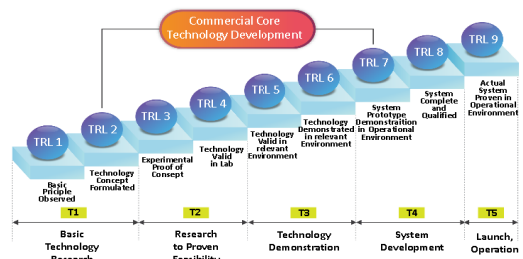 Commercial Core
Technology Development
TRL 1
TRL 2
TRL 3
TRL 4
TRL 5
TRL 6
TRL 7
TRL 8
TRL 9
Basic
Priciple
Observed
Technology
Concept
Formulated
Experimental
Proof of
Consept
Technology
Valid
in Lab
Technology
Valid in
relevant
Environment
Technology
Demonstrated
in relevant
Environment
System
Prototype
Demonstration
in Operational
Environment
System
Complete
and
Qualified
Actual
System
Proven in
Operational
Environment
T1
T2
T3
T4
T5
Basic
Technology
Research
Research
to Proven
Feasibility
Technology
Demonstration
System
Development
Launch,
Operation